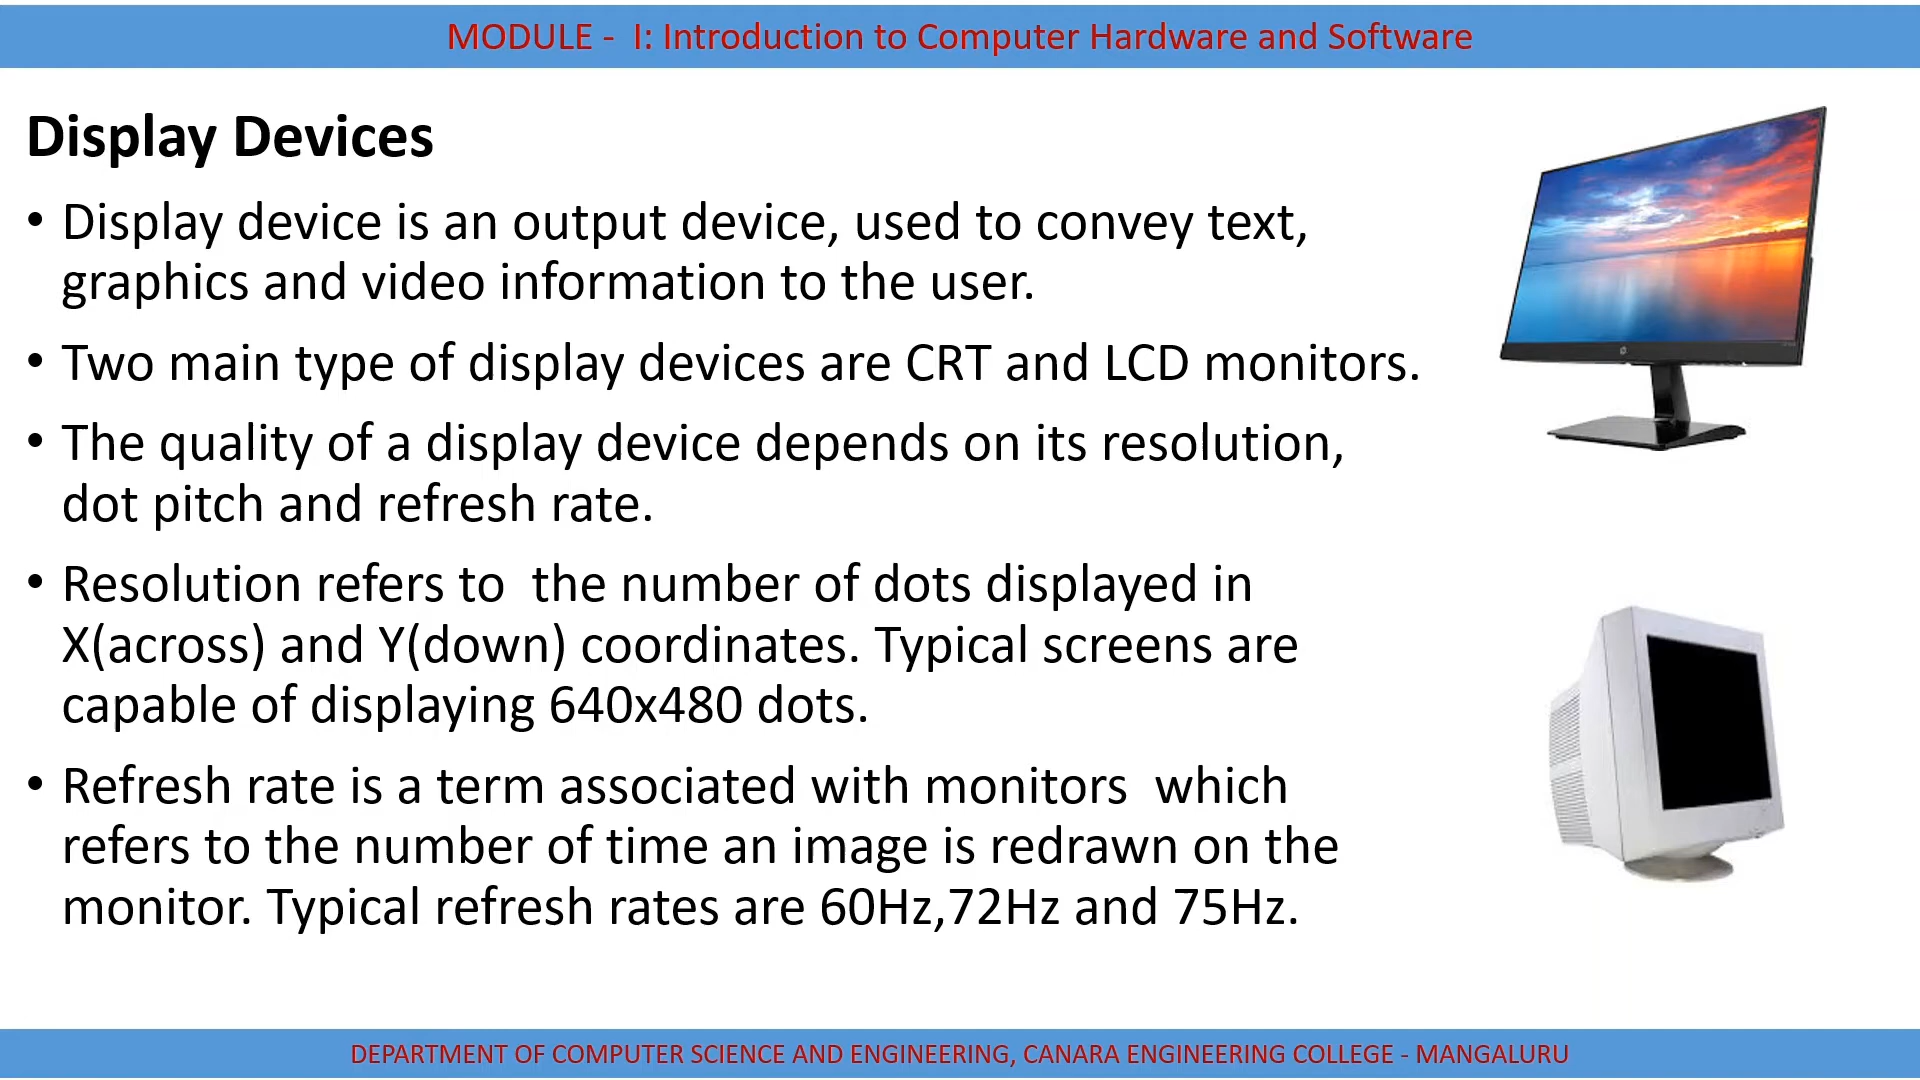 MODULE -  I: Introduction to Computer Hardware and Software
Display Devices
• Display device is an output device, used to convey text,
graphics and video information to the user.
• Two main type of display devices are CRT and LCD monitors.
• The quality of a display device depends on its resolution,
dot pitch and refresh rate.
• Resolution refers to  the number of dots displayed in
X(across) and Y(down) coordinates. Typical screens are
capable of displaying 640x480 dots.
• Refresh rate is a term associated with monitors  which
refers to the number of time an image is redrawn on the
monitor. Typical refresh rates are 60Hz,72Hz and 75Hz.
DEPARTMENT OF COMPUTER SCIENCE AND ENGINEERING, CANARA ENGINEERING COLLEGE - MANGALURU